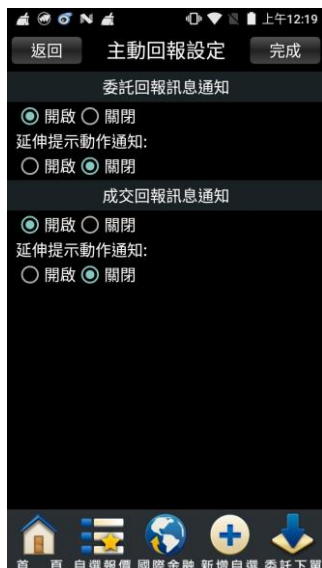 上午12:19
返回 主動回報設定 完成
委託回報訊息通知
開啟 關閉
延伸提示動作通知:
開啟 關閉
成交回報訊息通知
開啟 關閉
延伸提示動作通知:
開啟 關閉
首頁 自選報價 國際金融 新增自選 委託下單